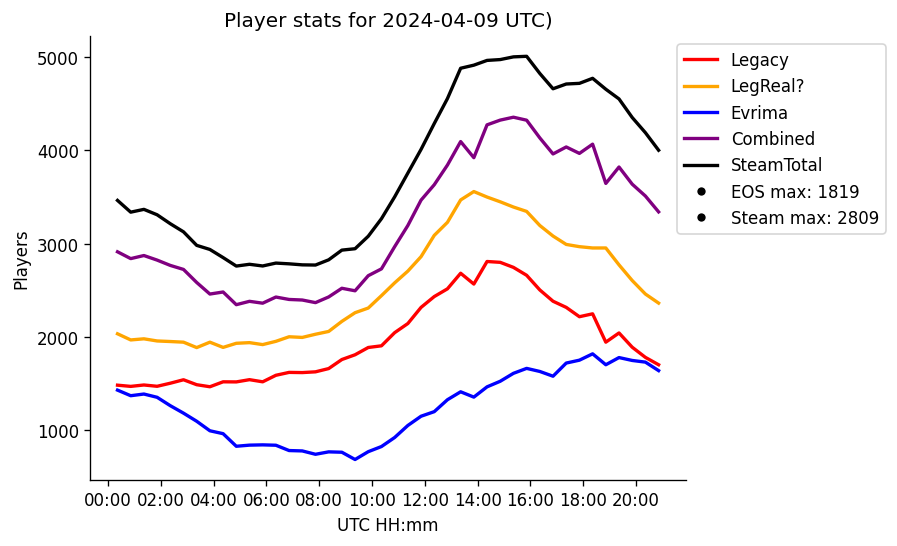 Player stats for 2024-04-09 UTC)
Legacy
LegReal?
Evrima
Combined
SteamTotal
EOS max: 1819
Steam max: 2809
Players
5000
4000
3000
2000
1000
00:00 02:00 04:00 06:00 08:00 10:00 12:00 14:00 16:00 18:00 20:00
UTC HH:mm